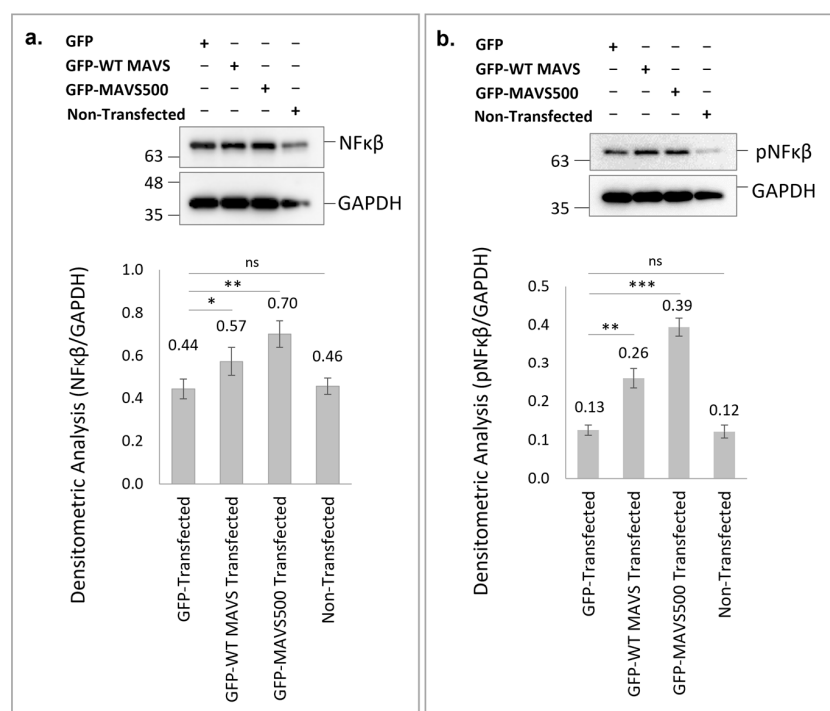 a.
GFP + – – –
GFP-WT MAVS – + – –
GFP-MAVS500 – – + –
Non-Transfected – – – +
63
NFκβ
48
35
GAPDH
Densitometric Analysis (NFκβ/GAPDH)
1.0
0.8
0.6
0.4
0.2
0.0
ns
**
*
0.44
0.57
0.70
0.46
GFP-Transfected
GFP-WT MAVS Transfected
GFP-MAVS500 Transfected
Non-Transfected
b.
GFP + – – –
GFP-WT MAVS – + – –
GFP-MAVS500 – – + –
Non-Transfected – – – +
63
pNFκβ
35
GAPDH
Densitometric Analysis (pNFκβ/GAPDH)
0.5
0.4
0.3
0.2
0.1
0.0
ns
***
**
0.13
0.26
0.39
0.12
GFP-Transfected
GFP-WT MAVS Transfected
GFP-MAVS500 Transfected
Non-Transfected